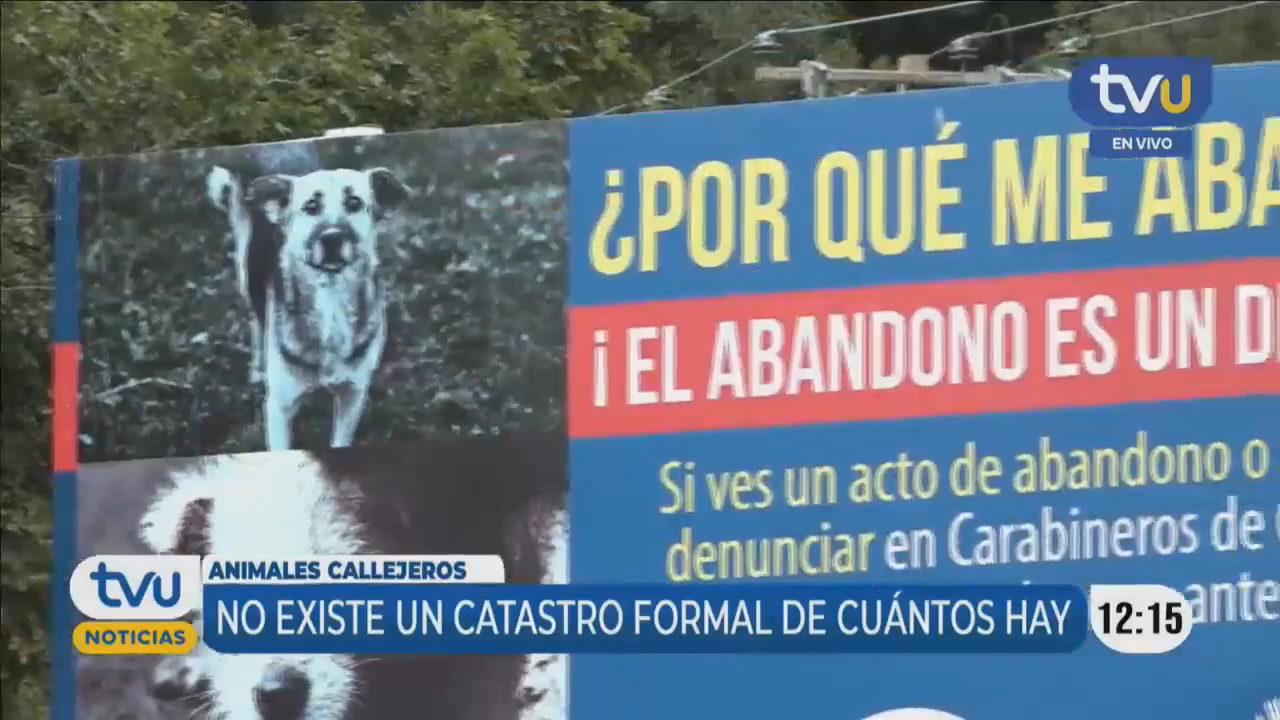 tvU
EN VIVO
¿POR QUÉ ME ABA
¡EL ABANDONO ES UN D
Si ves un acto de abandono o
denunciar en Carabineros de
ante
tvU
NOTICIAS
ANIMALES CALLEJEROS
NO EXISTE UN CATASTRO FORMAL DE CUÁNTOS HAY
12:15